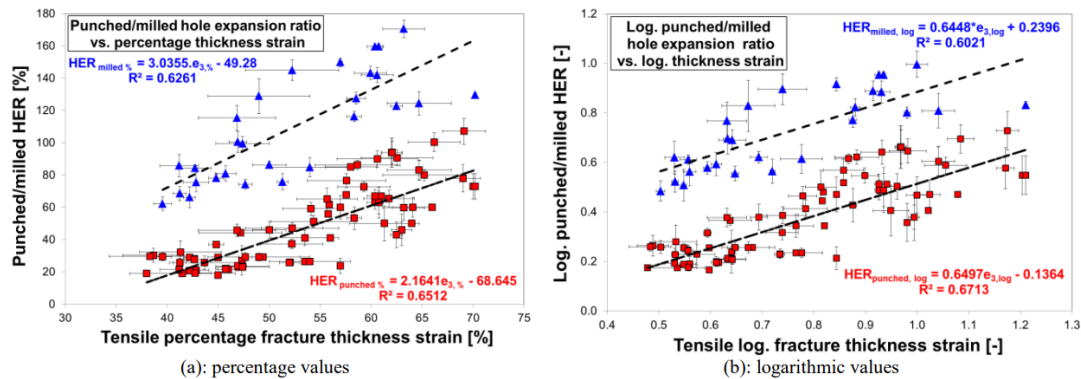 Punched/milled hole expansion ratio
vs. percentage thickness strain
HER milled % = 3.0355.e3,% - 49.28
R² = 0.6261
HERpunched % = 2.1641e3,% - 68.645
R² = 0.6512
Punched/milled HER [%]
180
160
140
120
100
80
60
40
20
0
30 35 40 45 50 55 60 65 70 75
Tensile percentage fracture thickness strain [%]
(a): percentage values
Log. punched/milled
hole expansion ratio
vs. log. thickness strain
HERmilled, log = 0.6448*e3,log + 0.2396
R² = 0.6021
HERpunched, log = 0.6497e3,log - 0.1364
R² = 0.6713
Log. punched/milled HER [-]
1.2
1.0
0.8
0.6
0.4
0.2
0.0
0.4 0.5 0.6 0.7 0.8 0.9 1.0 1.1 1.2 1.3
Tensile log. fracture thickness strain [-]
(b): logarithmic values